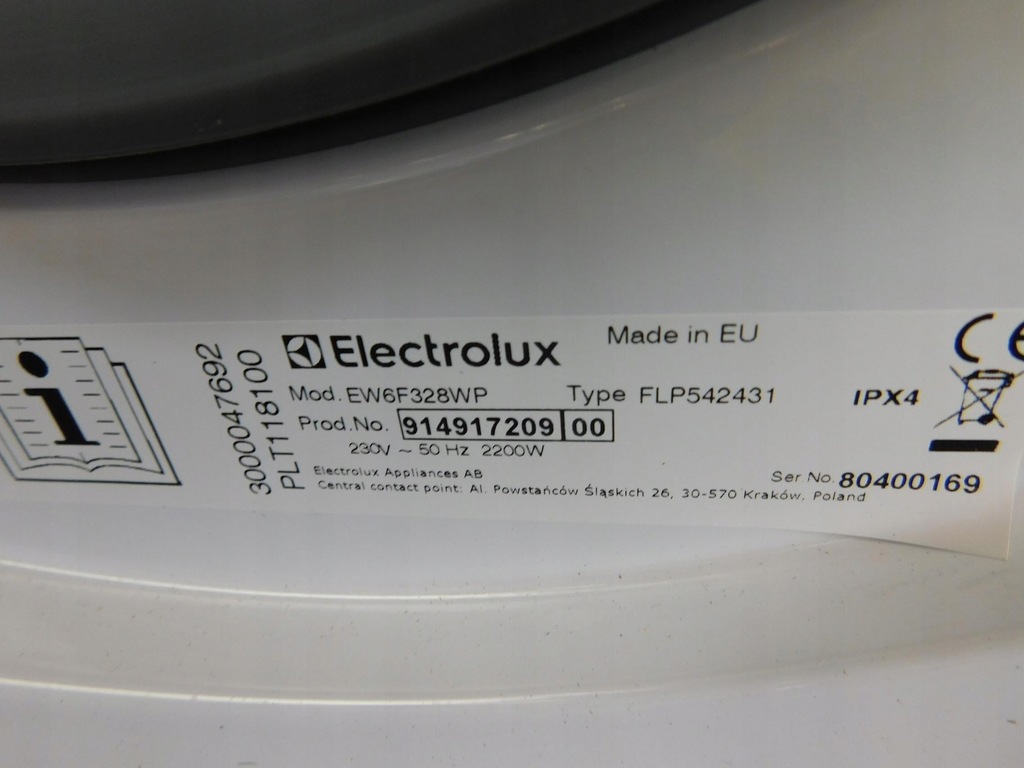 3000047692
PLT118100
Electrolux
Made in EU
Mod. EW6F328WP Type FLP542431
Prod.No. 914917209 00
230V ~ 50 Hz 2200W
Electrolux Appliances AB
Central contact point: Al. Powstańców Śląskich 26, 30-570 Kraków, Poland
IPX4
CE
Ser.No. 80400169
i